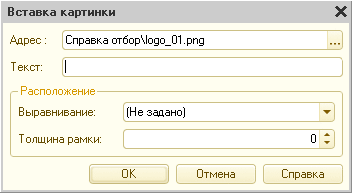 Вставка картинки
Адрес : Справка отбор\logo_01.png ...
Текст:
Расположение
Выравнивание: (Не задано)
Толщина рамки: 0
OK Отмена Справка